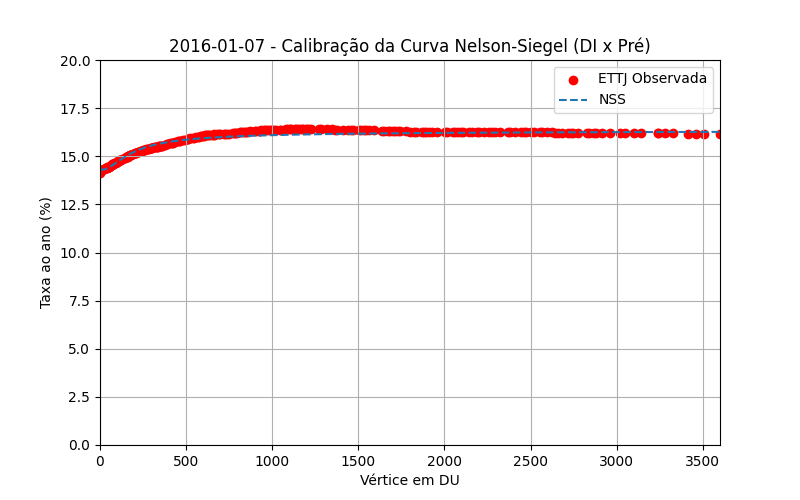 2016-01-07 - Calibração da Curva Nelson-Siegel (DI x Pré)
ETTJ Observada
NSS
Taxa ao ano (%)
20.0
17.5
15.0
12.5
10.0
7.5
5.0
2.5
0.0
0 500 1000 1500 2000 2500 3000 3500
Vértice em DU